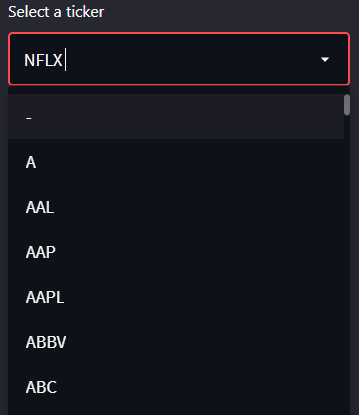 Select a ticker
NFLX
-
A
AAL
AAP
AAPL
ABBV
ABC